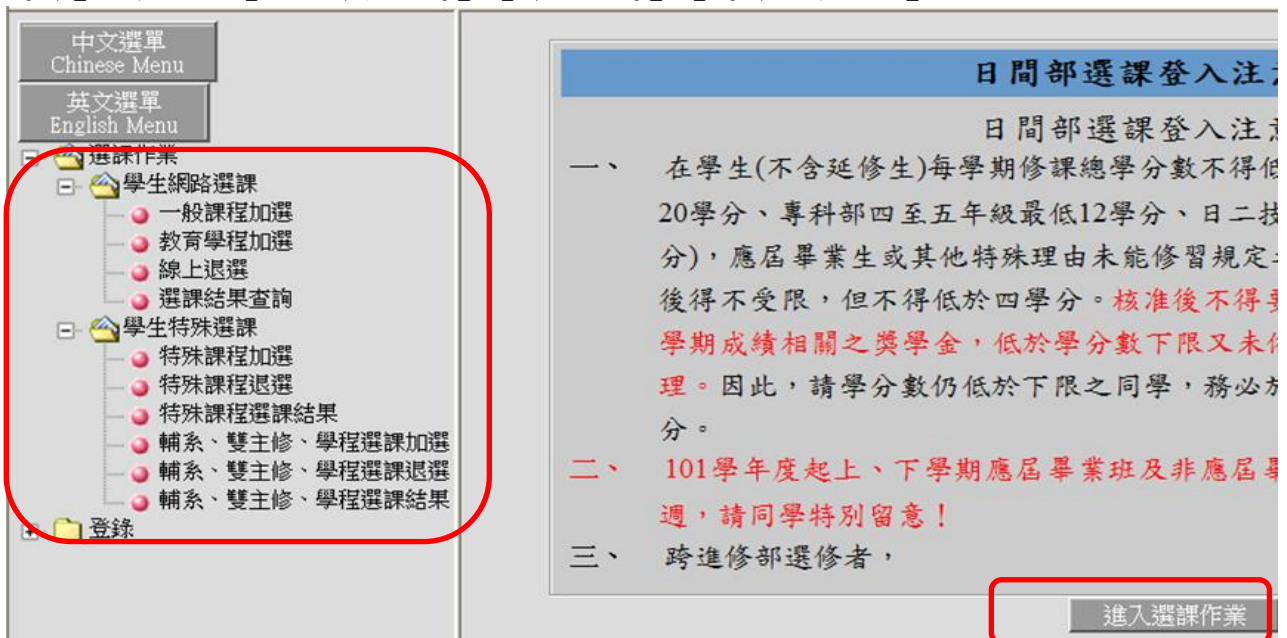 中文選單
Chinese Menu
英文選單
English Menu
選課作業
學生網路選課
一般課程加選
教育學程加選
線上退選
選課結果查詢
學生特殊選課
特殊課程加選
特殊課程退選
特殊課程選課結果
輔系、雙主修、學程選課加選
輔系、雙主修、學程選課退選
輔系、雙主修、學程選課結果
登錄
日間部選課登入注
日間部選課登入注
一、 在學生(不含延修生)每學期修課總學分數不得低
20學分、專科部四至五年級最低12學分、日二技
分)，應屆畢業生或其他特殊理由未能修習規定
後得不受限，但不得低於四學分。核准後不得
學期成績相關之獎學金，低於學分數下限又未
理。因此，請學分數仍低於下限之同學，務必於
分。
二、 101學年度起上、下學期應屆畢業班及非應屆畢
週，請同學特別留意！
三、 跨進修部選修者，
進入選課作業